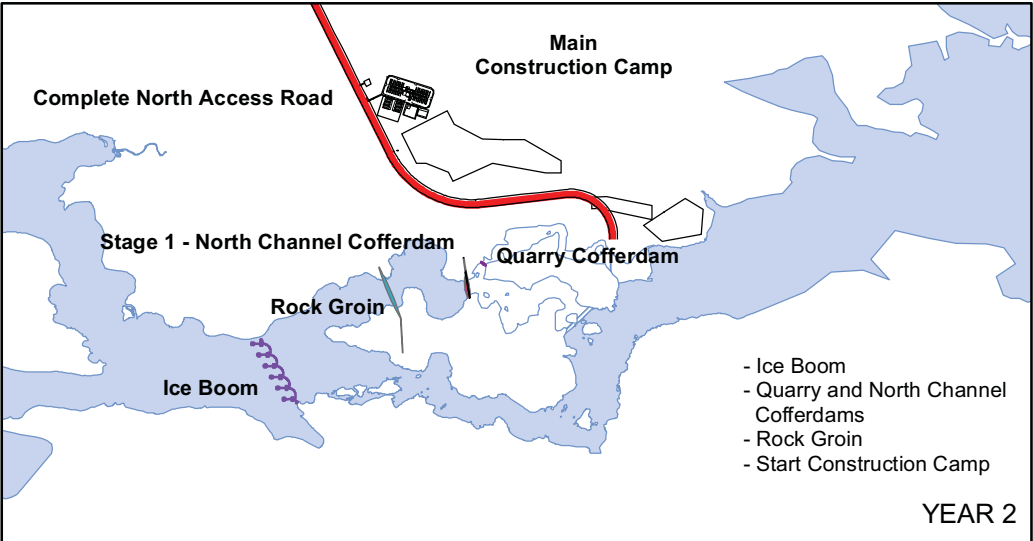 Main
Construction Camp
Complete North Access Road
Stage 1 - North Channel Cofferdam
Quarry Cofferdam
Rock Groin
Ice Boom
- Ice Boom
- Quarry and North Channel
Cofferdams
- Rock Groin
- Start Construction Camp
YEAR 2